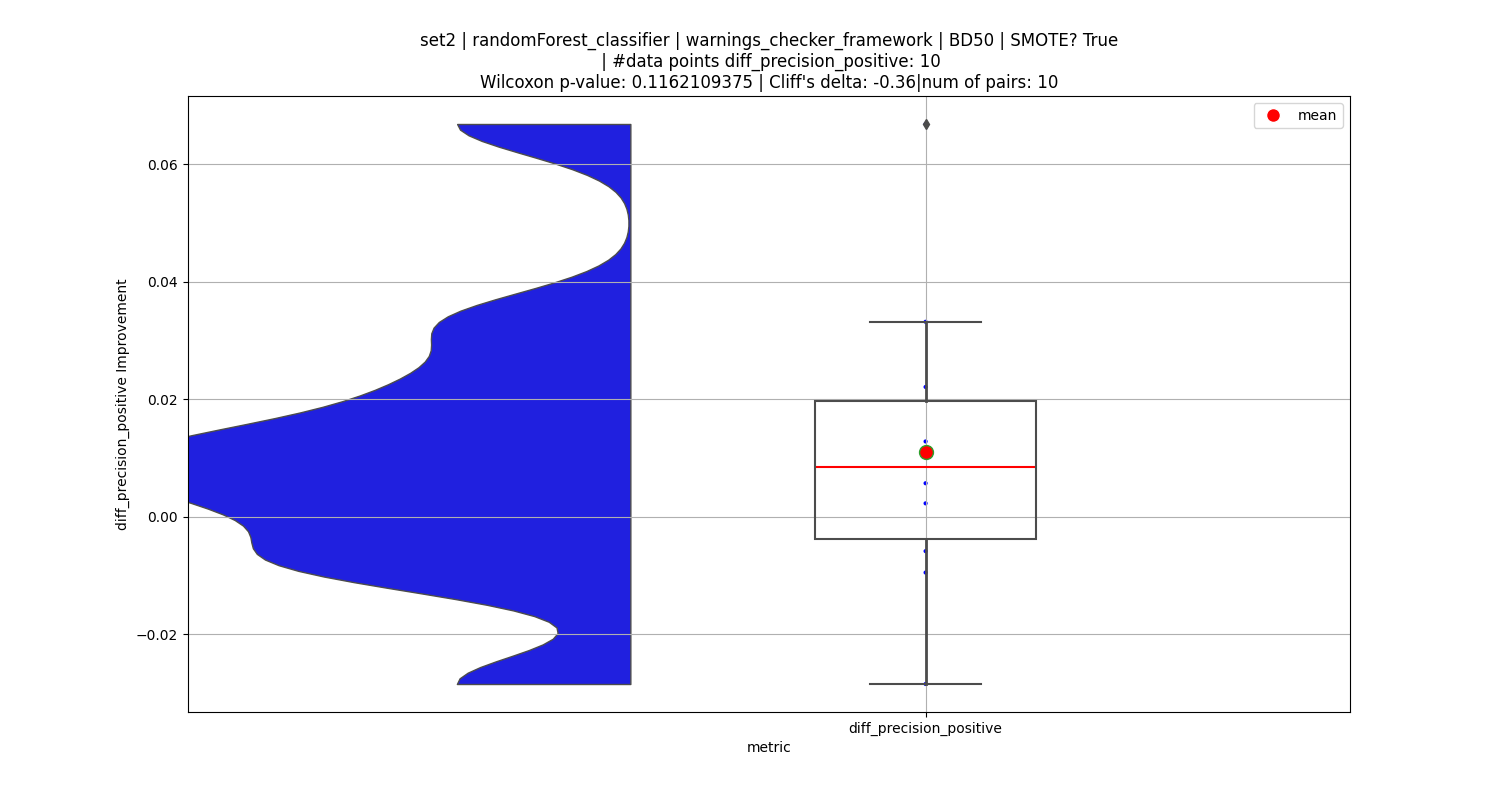 set2 | randomForest_classifier | warnings_checker_framework | BD50 | SMOTE? True
| #data points diff_precision_positive: 10
Wilcoxon p-value: 0.1162109375 | Cliff's delta: -0.36|num of pairs: 10
mean
0.06
0.04
0.02
0.00
−0.02
diff_precision_positive Improvement
diff_precision_positive
metric